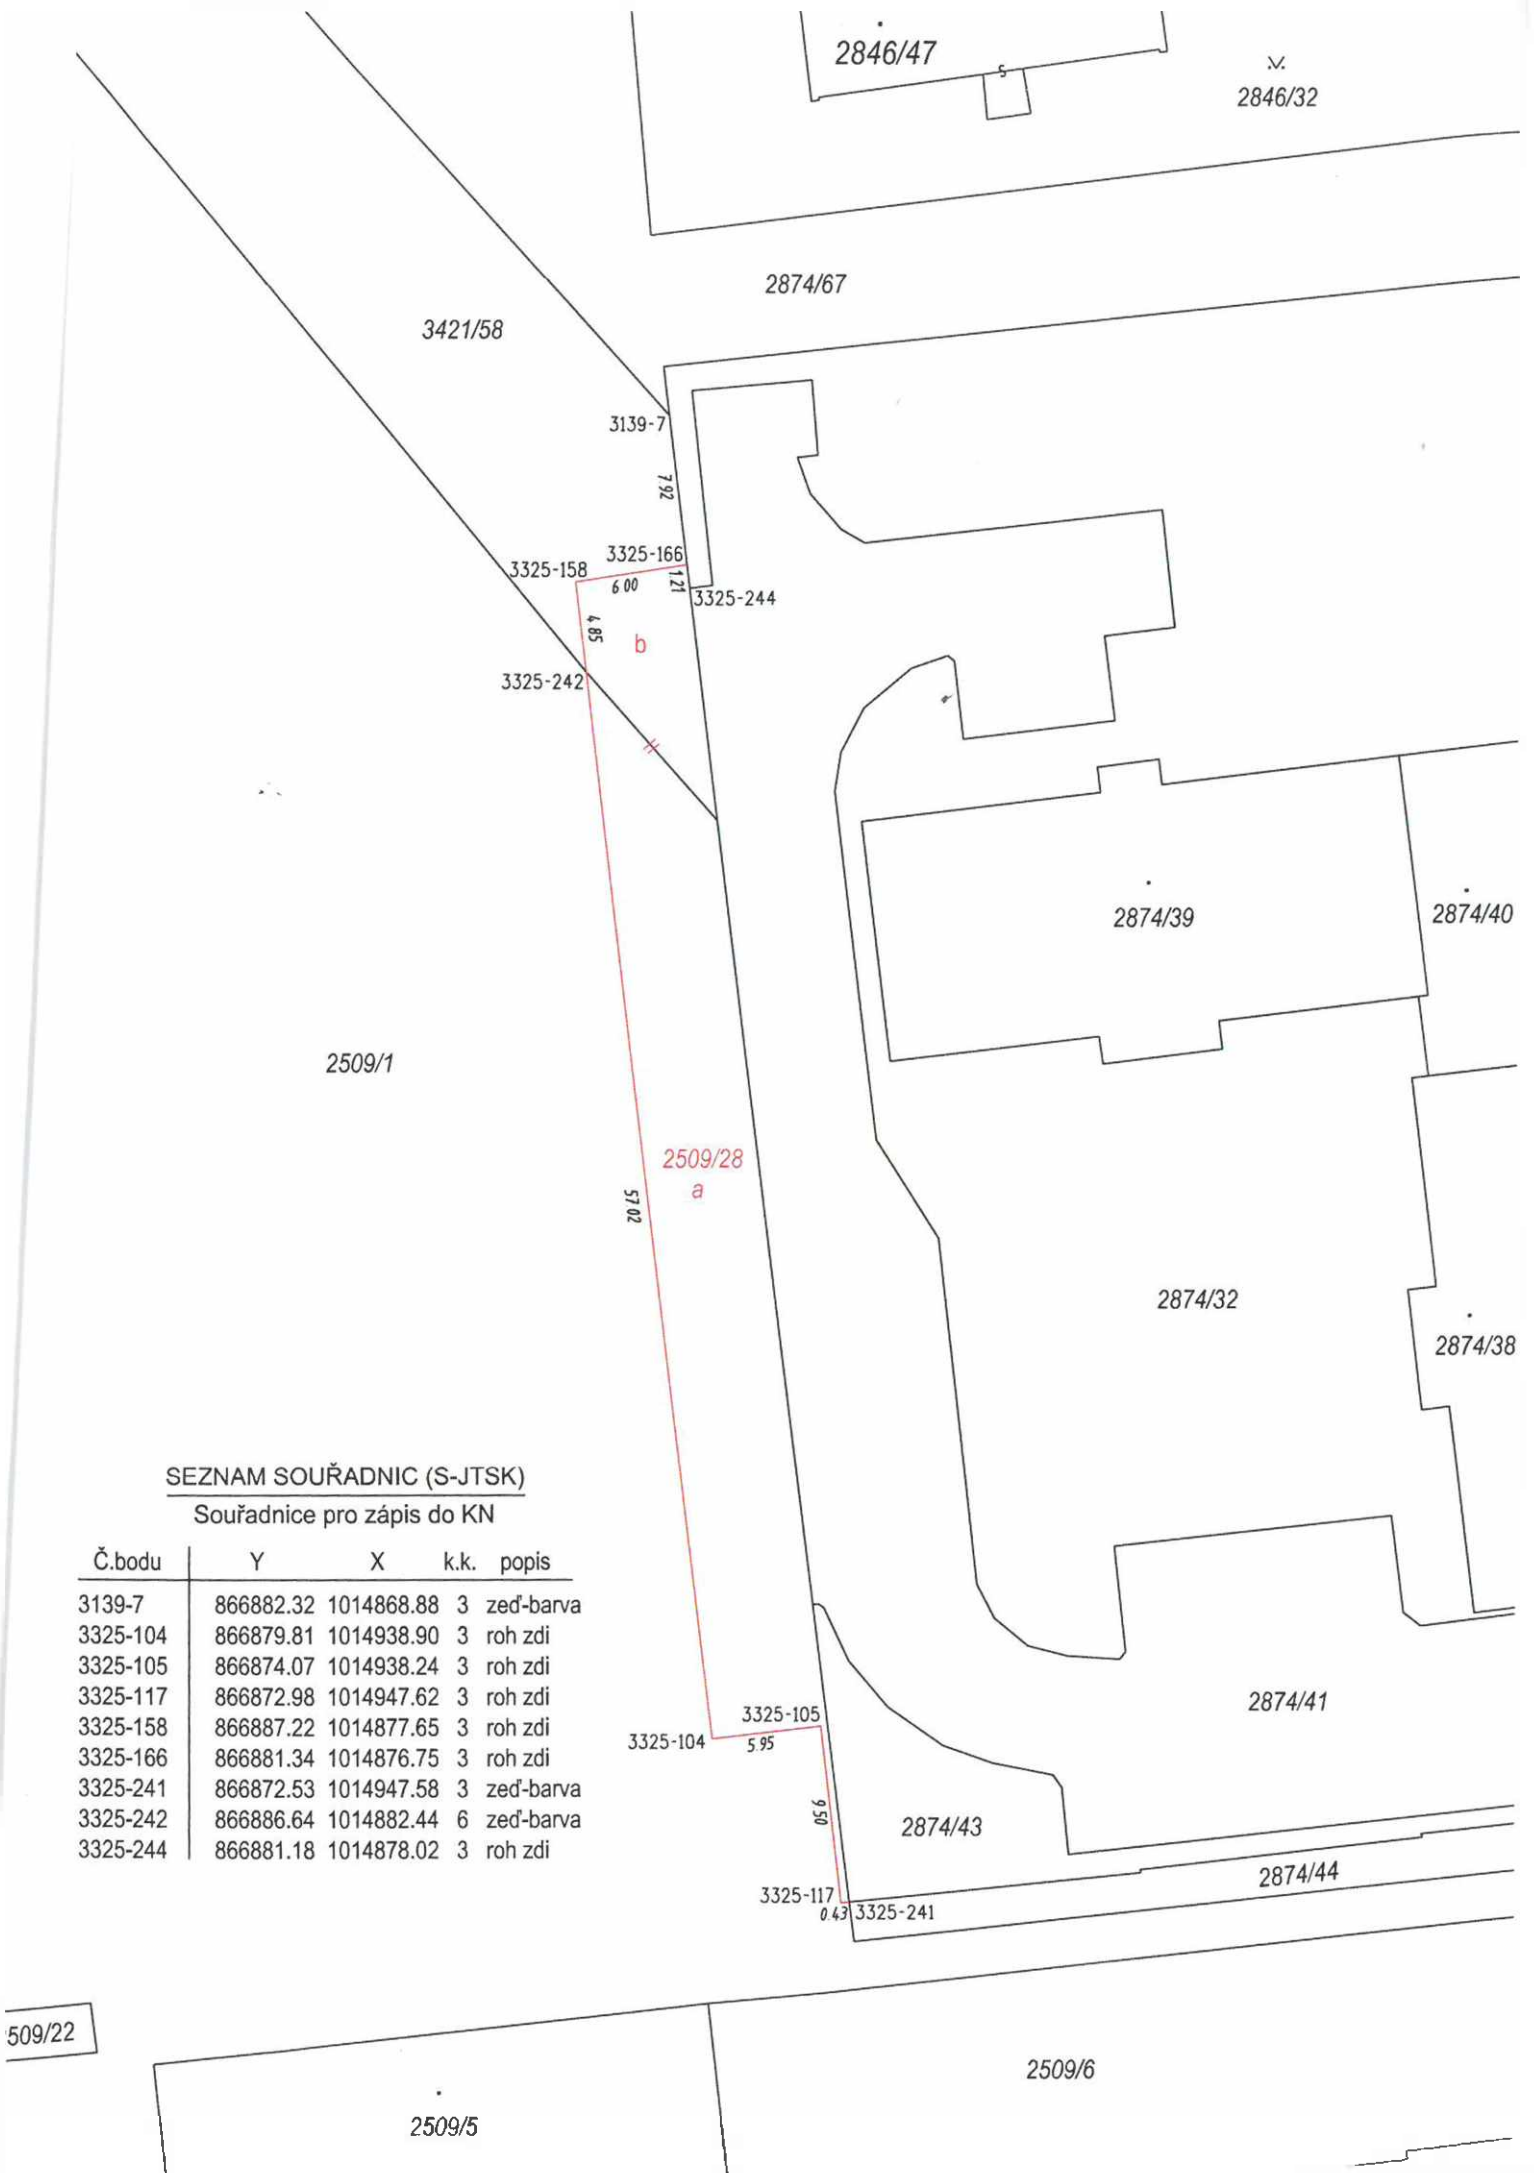 2846/47
2846/32
2874/67
3421/58
3139-7
7.92
3325-166
3325-158
6.00
1.21
3325-244
4.85
b
3325-242
2874/39
2874/40
2509/1
2509/28
a
57.02
2874/32
2874/38
SEZNAM SOUŘADNIC (S-JTSK)
Souřadnice pro zápis do KN
Č.bodu Y X k.k. popis
3139-7 866882.32 1014868.88 3 zeď-barva
3325-104 866879.81 1014938.90 3 roh zdi
3325-105 866874.07 1014938.24 3 roh zdi
3325-117 866872.98 1014947.62 3 roh zdi
3325-158 866887.22 1014877.65 3 roh zdi
3325-166 866881.34 1014876.75 3 roh zdi
3325-241 866872.53 1014947.58 3 zeď-barva
3325-242 866886.64 1014882.44 6 zeď-barva
3325-244 866881.18 1014878.02 3 roh zdi
2874/41
3325-105
3325-104
5.95
9.50
2874/43
2874/44
3325-117
0.43
3325-241
509/22
2509/6
2509/5